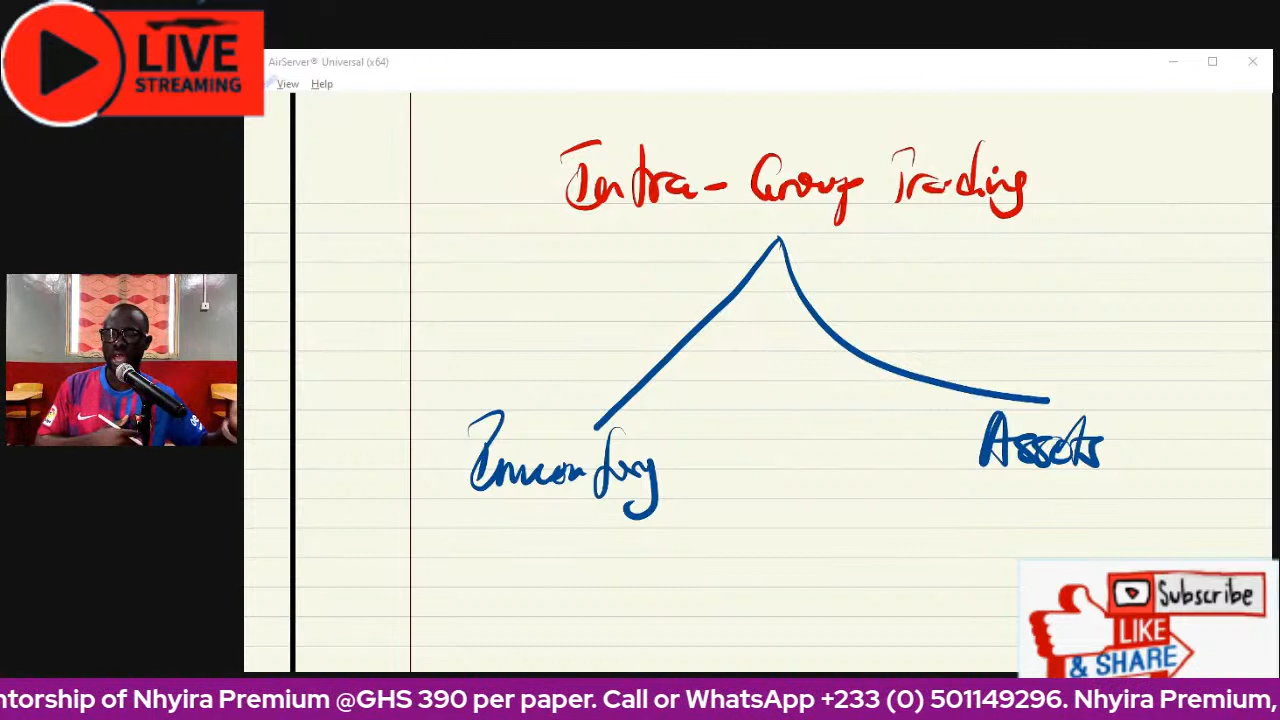 LIVE
STREAMING
AirServer® Universal (x64)
View Help
Intra-Group Trading
Inventory
Assets
Subscribe
LIKE
& SHARE
ntorship of Nhyira Premium @GHS 390 per paper. Call or WhatsApp +233 (0) 501149296. Nhyira Premium,